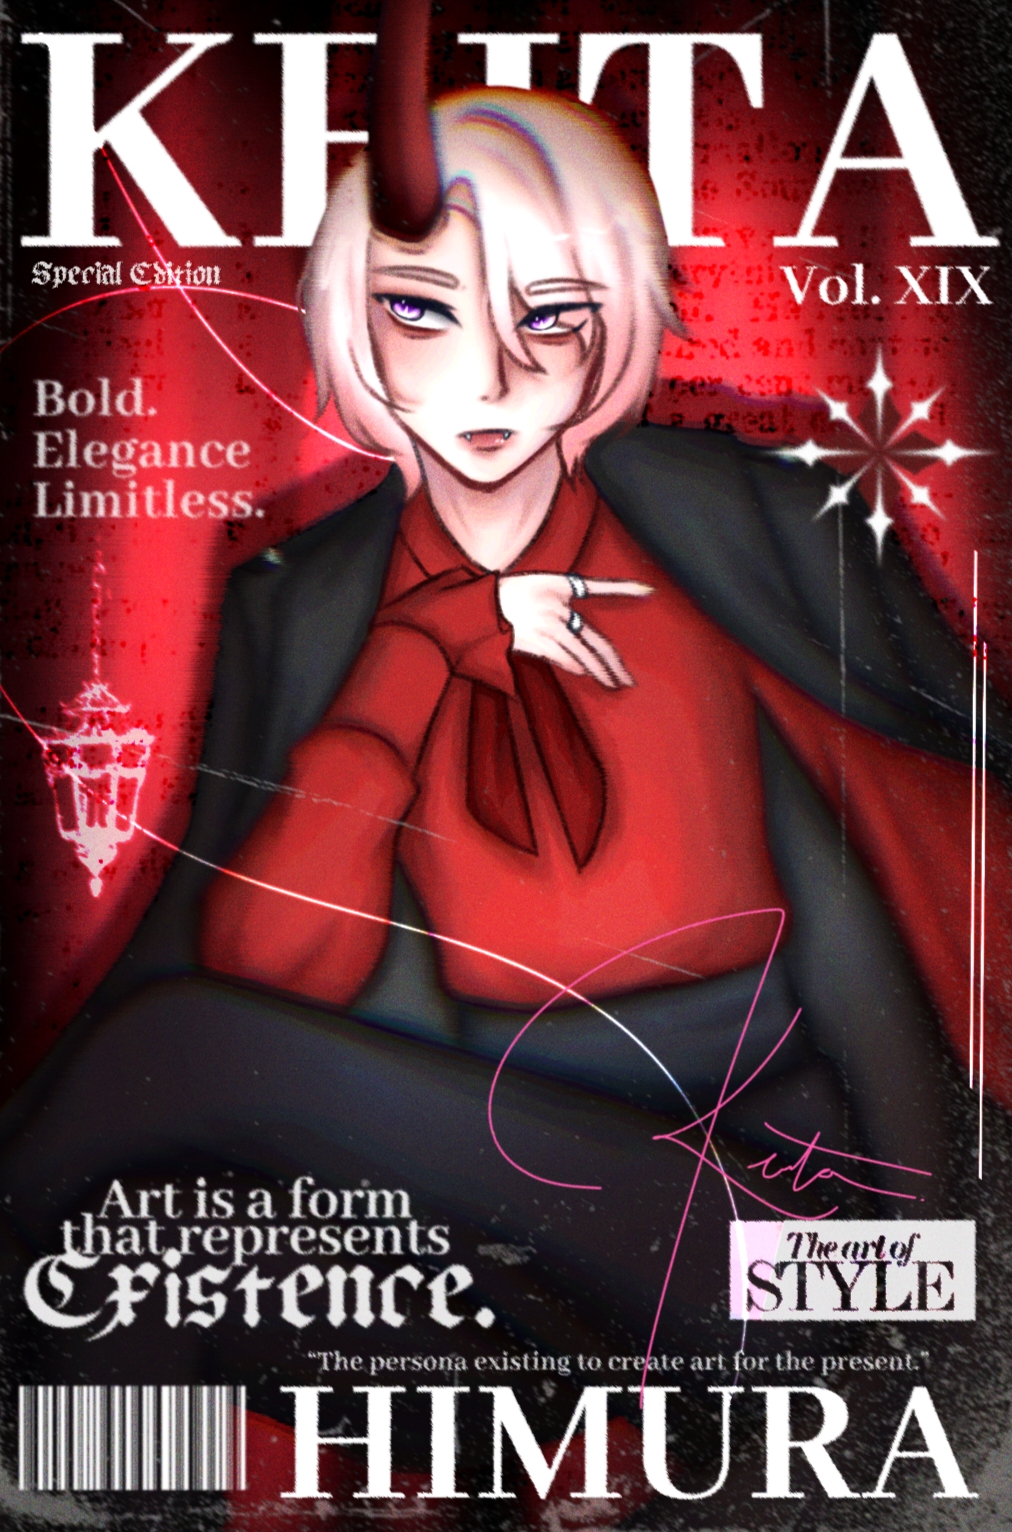 KEITA
Special Edition
Vol. XIX
Bold.
Elegance
Limitless.
Keita
Art is a form
that represents
Existence.
The art of
STYLE
"The persona existing to create art for the present."
HIMURA